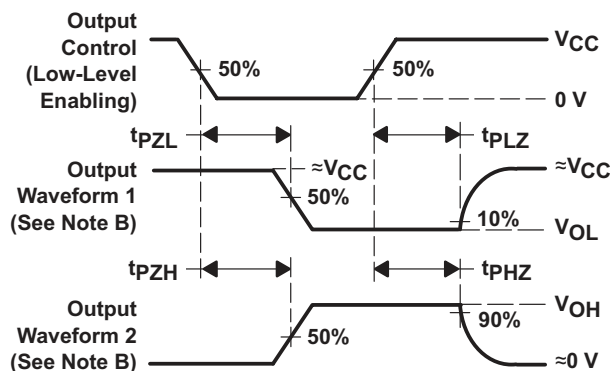 Output
Control
(Low-Level
Enabling)
50%
50%
VCC
0 V
tPZL
tPLZ
Output
Waveform 1
(See Note B)
≈VCC
50%
≈VCC
10%
VOL
tPZH
tPHZ
Output
Waveform 2
(See Note B)
50%
VOH
90%
≈0 V